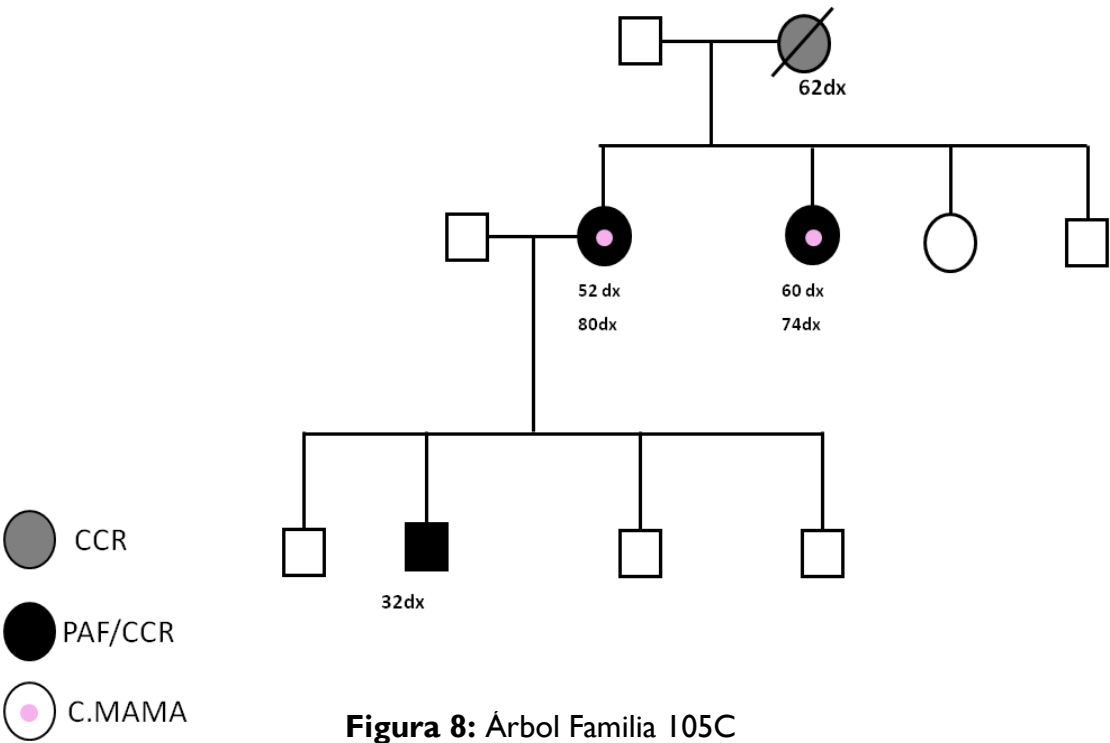 62dx
52 dx
60 dx
80dx
74dx
CCR
32dx
PAF/CCR
C.MAMA
Figura 8: Árbol Familia 105C